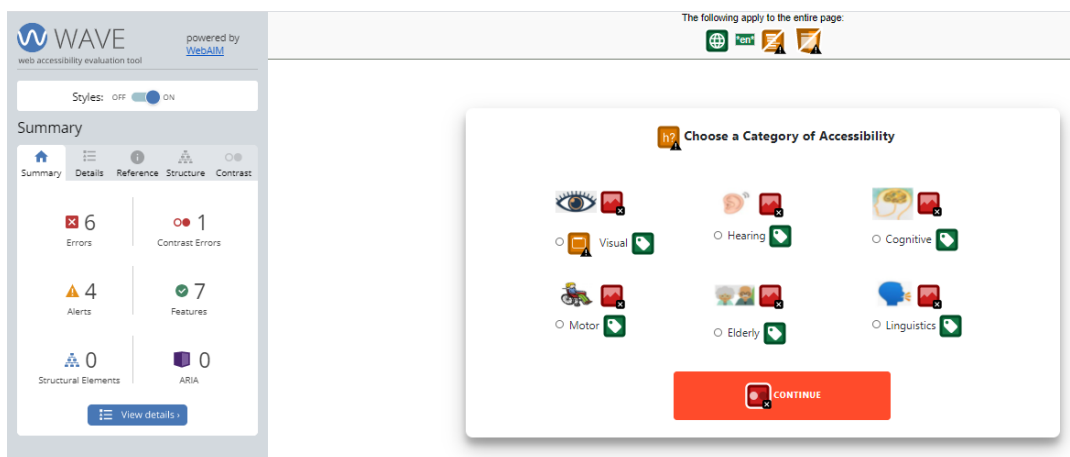 WAVE
powered by
WebAIM
web accessibility evaluation tool
Styles: OFF ON
Summary
Summary Details Reference Structure Contrast
6
Errors
1
Contrast Errors
4
Alerts
7
Features
0
Structural Elements
0
ARIA
View details ›
The following apply to the entire page:
"en"
h? Choose a Category of Accessibility
Visual
Hearing
Cognitive
Motor
Elderly
Linguistics
CONTINUE